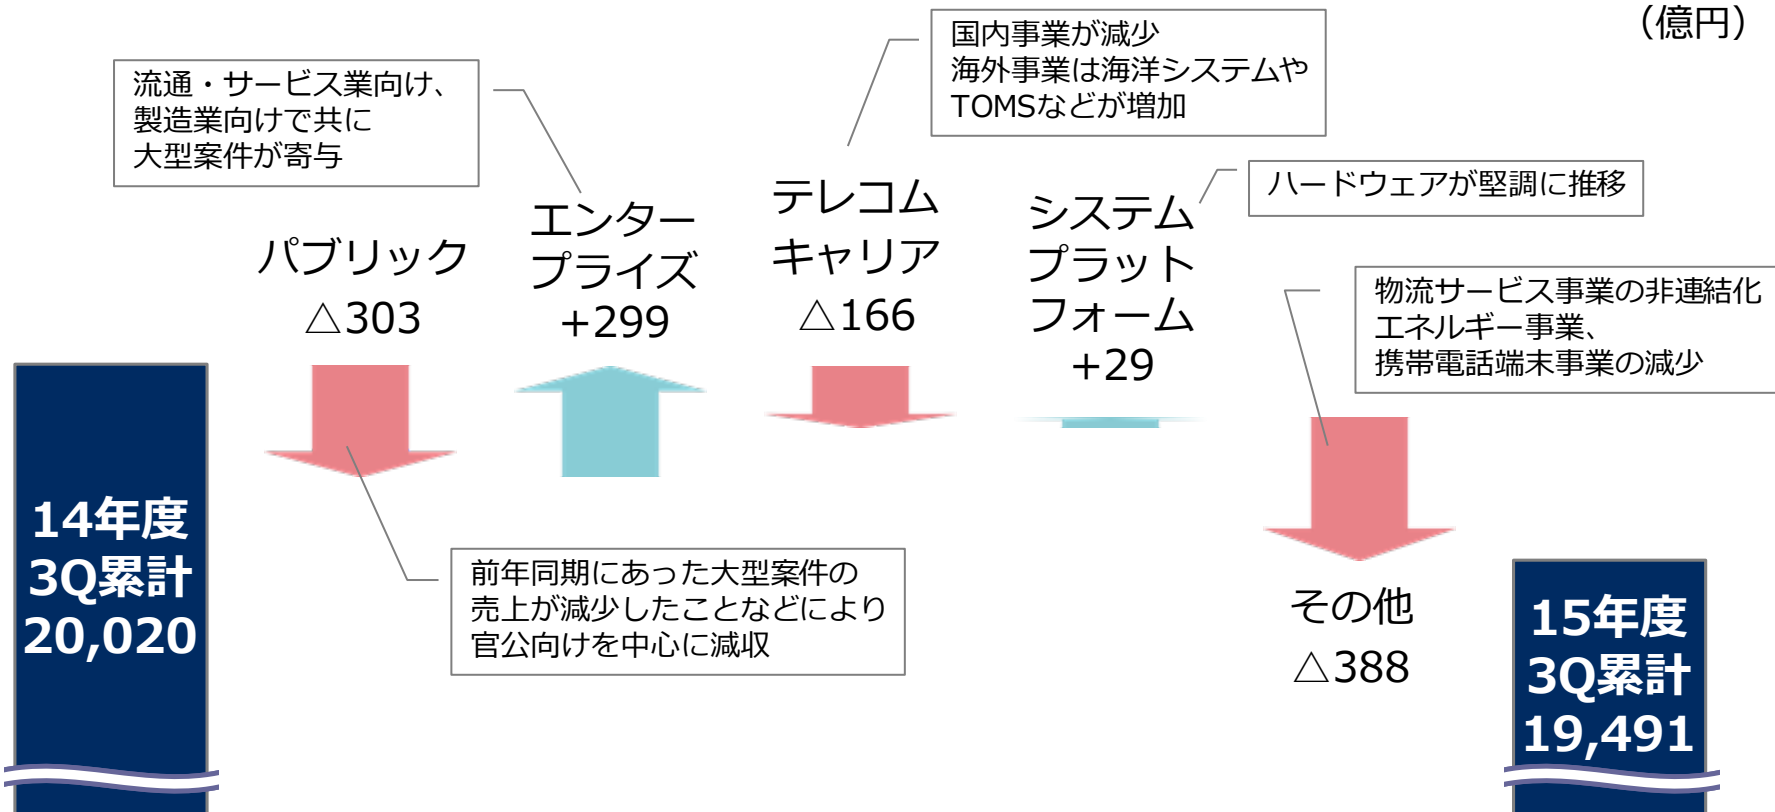 （億円）
流通・サービス業向け、
製造業向けで共に
大型案件が寄与
国内事業が減少
海外事業は海洋システムや
TOMSなどが増加
ハードウェアが堅調に推移
物流サービス事業の非連結化
エネルギー事業、
携帯電話端末事業の減少
パブリック
△303
エンター
プライズ
+299
テレコム
キャリア
△166
システム
プラット
フォーム
+29
14年度
3Q累計
20,020
前年同期にあった大型案件の
売上が減少したことなどにより
官公向けを中心に減収
その他
△388
15年度
3Q累計
19,491